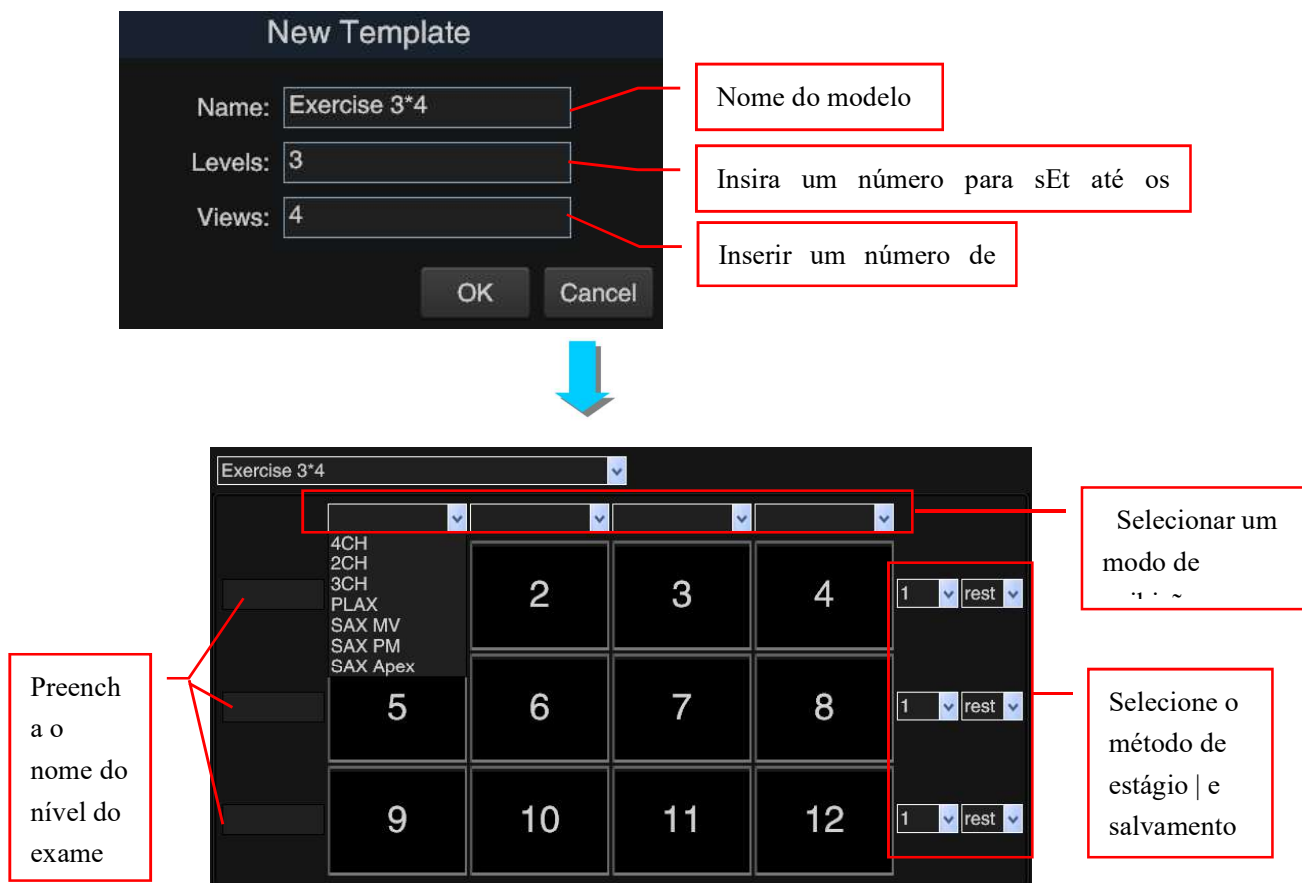 New Template
Name: Exercise 3*4
Levels: 3
Views: 4
OK Cancel
Nome do modelo
Insira um número para sEt até os
Inserir um número de
Exercise 3*4
4CH
2CH
3CH
PLAX
SAX MV
SAX PM
SAX Apex
2 3 4 1 rest
5 6 7 8 1 rest
9 10 11 12 1 rest
Selecionar um
modo de
Preench
a o
nome do
nível do
exame
Selecione o
método de
estágio | e
salvamento